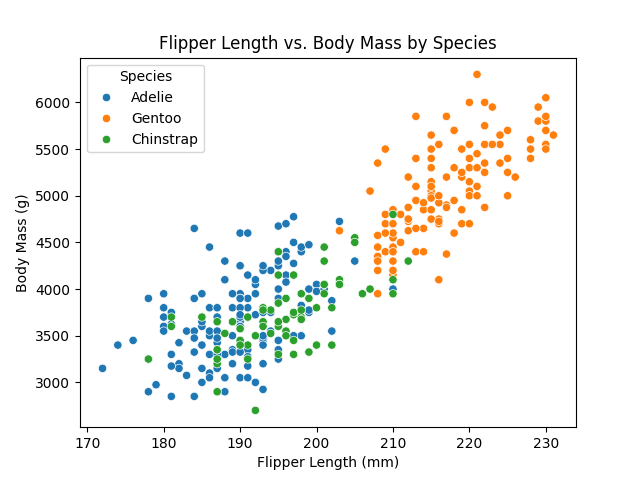 Flipper Length vs. Body Mass by Species
Species
Adelie
Gentoo
Chinstrap
Body Mass (g)
6000
5500
5000
4500
4000
3500
3000
170 180 190 200 210 220 230
Flipper Length (mm)